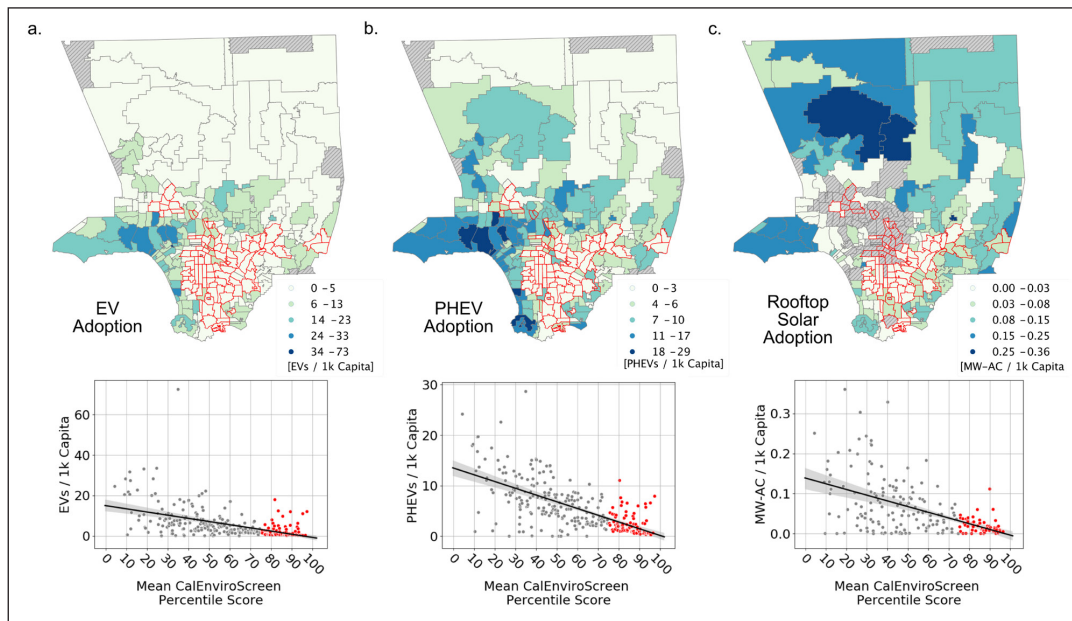 a.
b.
c.
EV
Adoption
0 –5
6 –13
14 –23
24 –33
34 –73
[EVs / 1k Capita]
PHEV
Adoption
0 –3
4 –6
7 –10
11 –17
18 –29
[PHEVs / 1k Capita]
Rooftop
Solar
Adoption
0.00 –0.03
0.03 –0.08
0.08 –0.15
0.15 –0.25
0.25 –0.36
[MW–AC / 1k Capita
EVs / 1k Capita
60
40
20
0
0 10 20 30 40 50 60 70 80 90 100
Mean CalEnviroScreen
Percentile Score
PHEVs / 1k Capita
30
20
10
0
0 10 20 30 40 50 60 70 80 90 100
Mean CalEnviroScreen
Percentile Score
MW-AC / 1k Capita
0.3
0.2
0.1
0.0
0 10 20 30 40 50 60 70 80 90 100
Mean CalEnviroScreen
Percentile Score